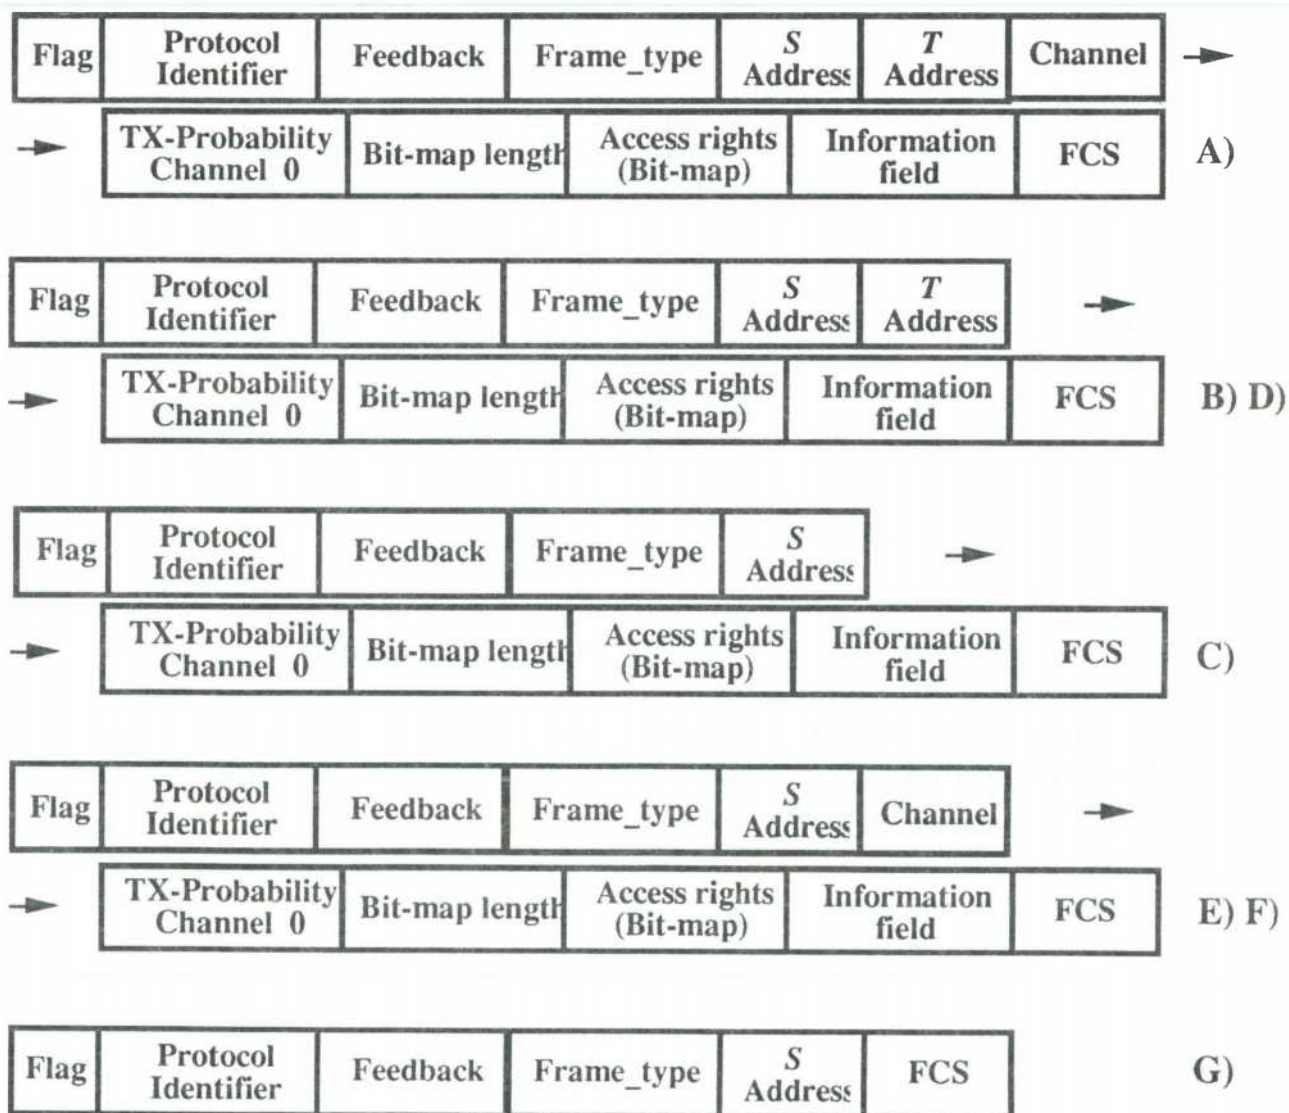 Flag Protocol Identifier Feedback Frame_type S Address T Address Channel
TX-Probability Channel 0 Bit-map length Access rights (Bit-map) Information field FCS A)
Flag Protocol Identifier Feedback Frame_type S Address T Address
TX-Probability Channel 0 Bit-map length Access rights (Bit-map) Information field FCS B) D)
Flag Protocol Identifier Feedback Frame_type S Address
TX-Probability Channel 0 Bit-map length Access rights (Bit-map) Information field FCS C)
Flag Protocol Identifier Feedback Frame_type S Address Channel
TX-Probability Channel 0 Bit-map length Access rights (Bit-map) Information field FCS E) F)
Flag Protocol Identifier Feedback Frame_type S Address FCS G)